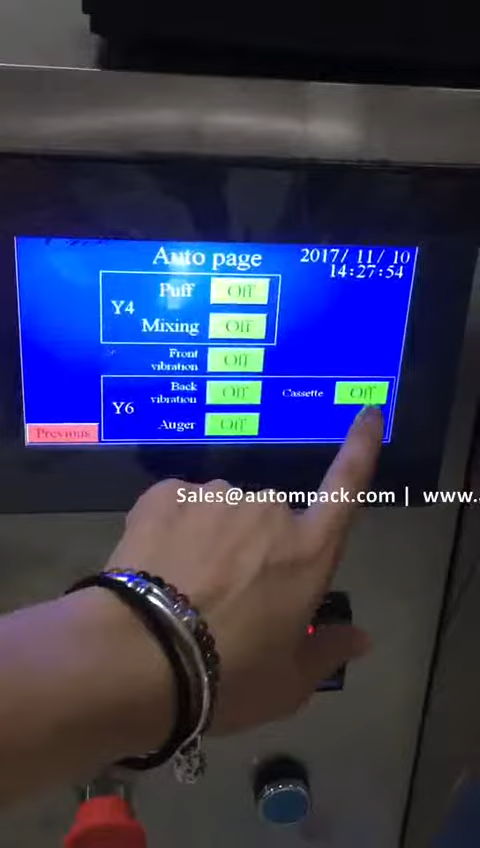 Auto page
2017/ 11/ 10
14:27:54
Puff Off
Y4
Mixing Off
Front
vibration Off
Back
vibration Off
Cassette Off
Y6
Auger Off
Previous
Sales@autompack.com | www.